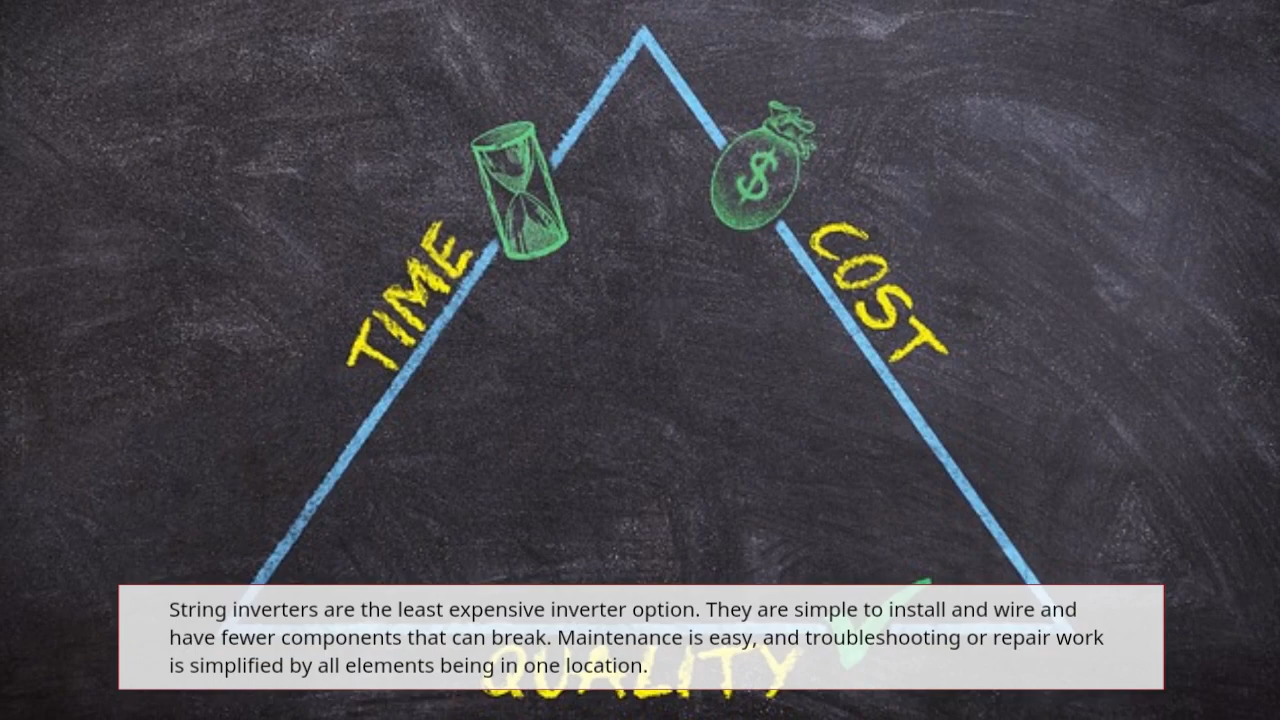 TIME
$
COST
String inverters are the least expensive inverter option. They are simple to install and wire and
have fewer components that can break. Maintenance is easy, and troubleshooting or repair work
is simplified by all elements being in one location.
QUALITY